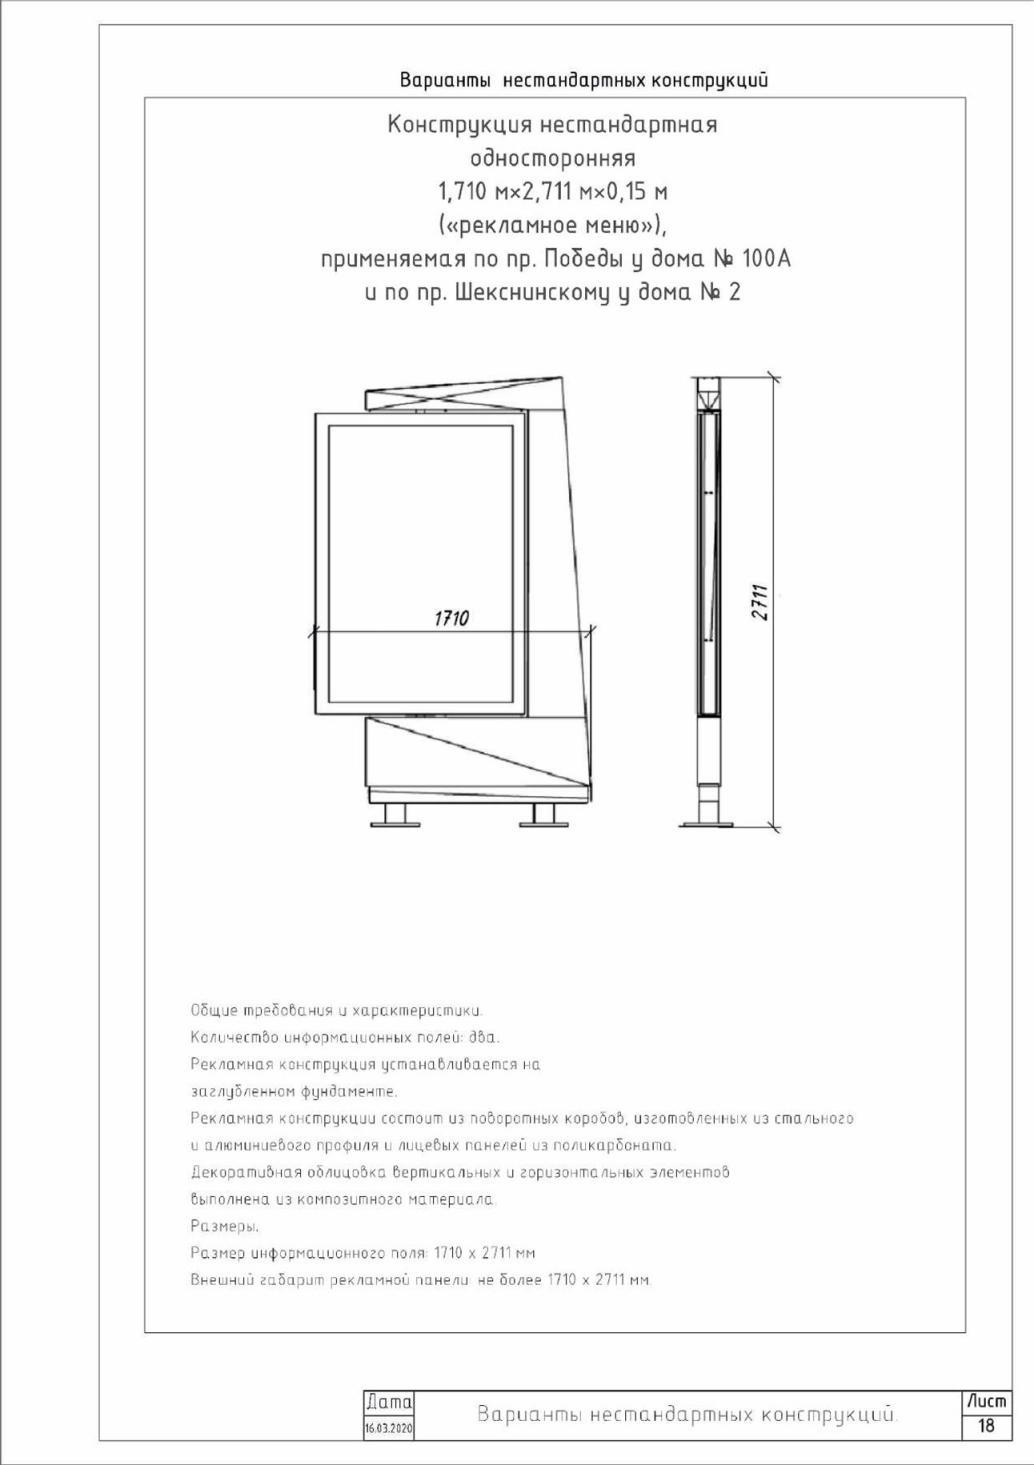 Варианты нестандартных конструкций
Конструкция нестандартная
односторонняя
1,710 м×2,711 м×0,15 м
(«рекламное меню»),
применяемая по пр. Победы у дома № 100А
и по пр. Шекснинскому у дома № 2
1710
2711
Общие требования и характеристики.
Количество информационных полей: два.
Рекламная конструкция устанавливается на
заглубленном фундаменте.
Рекламная конструкции состоит из поворотных коробов, изготовленных из стального
и алюминиевого профиля и лицевых панелей из поликарбоната.
Декоративная облицовка вертикальных и горизонтальных элементов
выполнена из композитного материала.
Размеры.
Размер информационного поля: 1710 x 2711 мм
Внешний габарит рекламной панели: не более 1710 x 2711 мм.
Дата
16.03.2020
Варианты нестандартных конструкций.
Лист
18